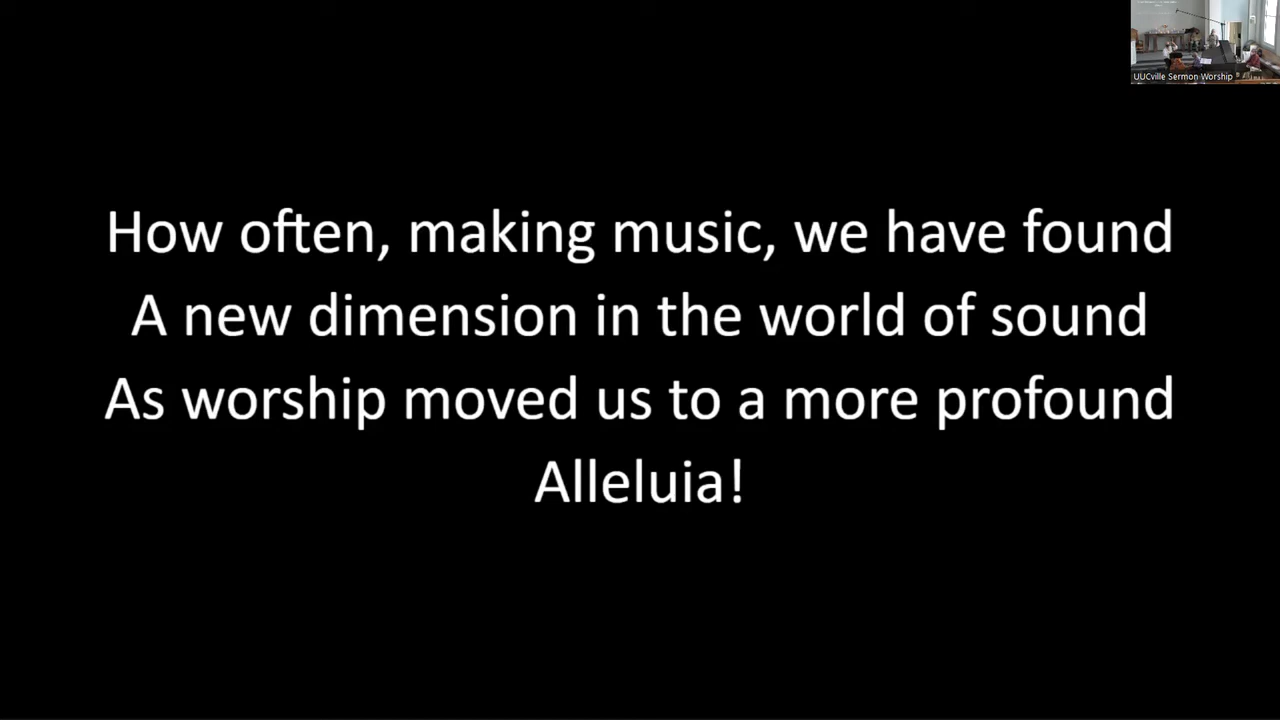 UUCville Sermon Worship
How often, making music, we have found
A new dimension in the world of sound
As worship moved us to a more profound
Alleluia!